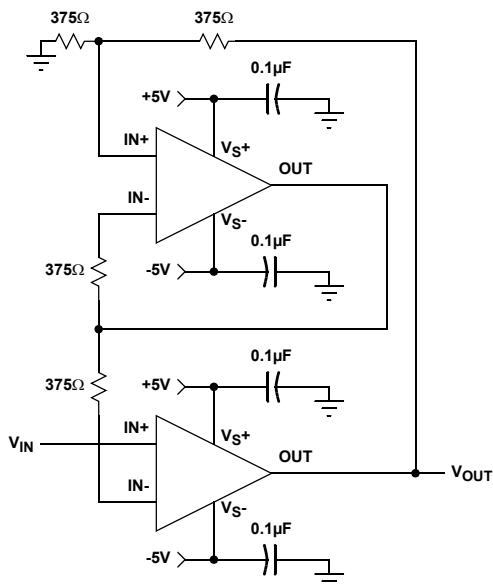 375Ω 375Ω
0.1µF
+5V
IN+
VS+
OUT
IN-
VS-
0.1µF
375Ω
-5V
0.1µF
375Ω
+5V
IN+
VS+
VIN
OUT
VOUT
IN-
VS-
0.1µF
-5V